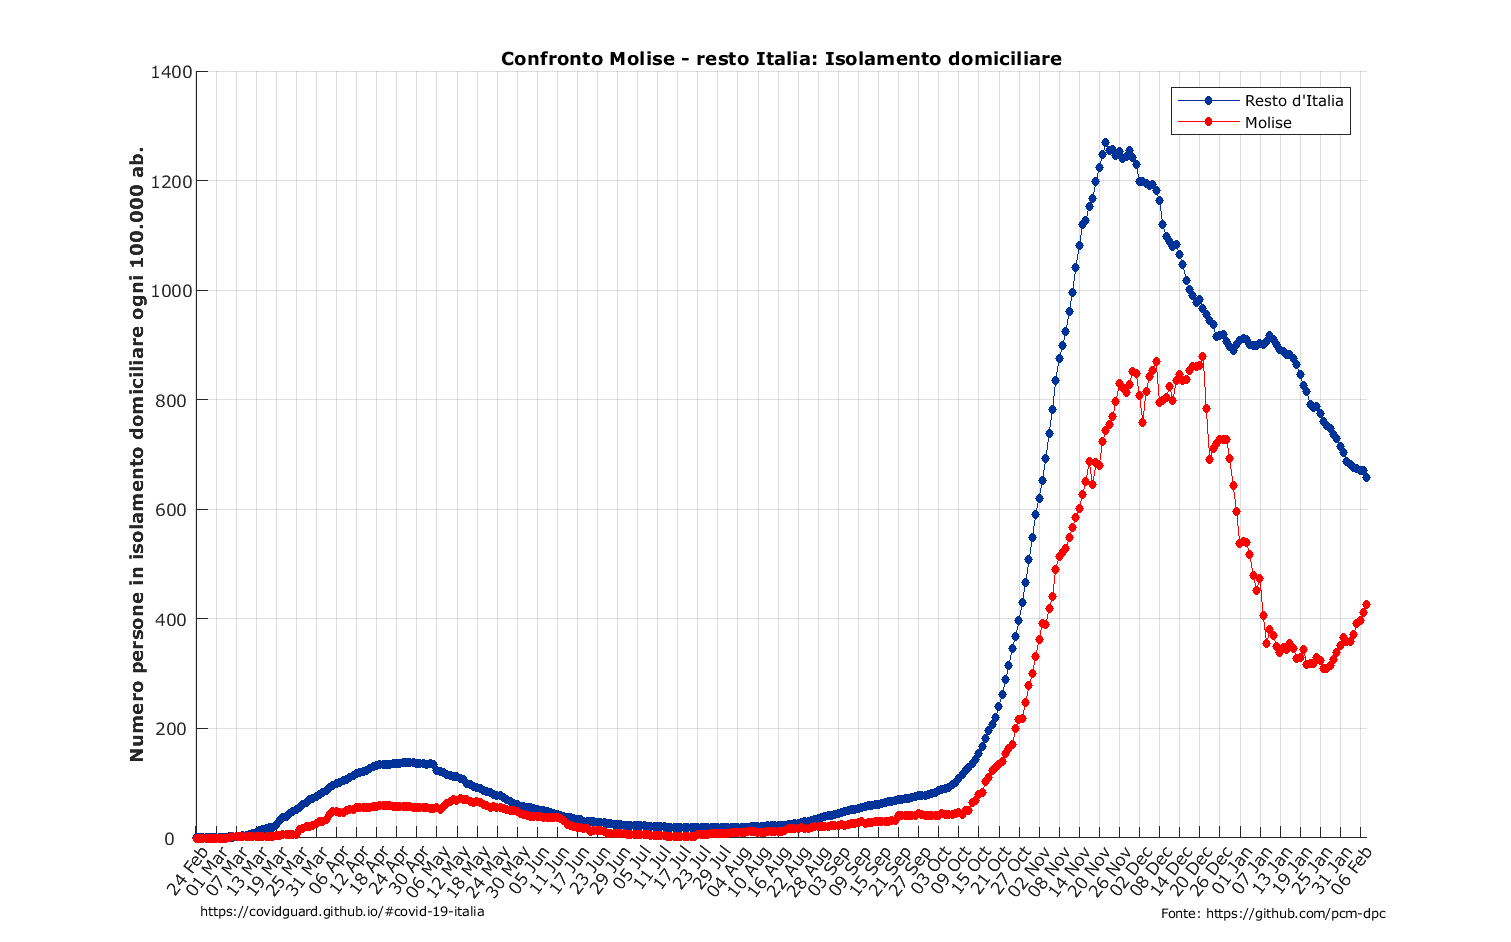 Confronto Molise - resto Italia: Isolamento domiciliare
Numero persone in isolamento domiciliare ogni 100.000 ab.
1400
1200
1000
800
600
400
200
0
Resto d'Italia
Molise
24 Feb
01 Mar
07 Mar
13 Mar
19 Mar
25 Mar
31 Mar
06 Apr
12 Apr
18 Apr
24 Apr
30 Apr
06 May
12 May
18 May
24 May
30 May
05 Jun
11 Jun
17 Jun
23 Jun
29 Jun
05 Jul
11 Jul
17 Jul
23 Jul
29 Jul
04 Aug
10 Aug
16 Aug
22 Aug
28 Aug
03 Sep
09 Sep
15 Sep
21 Sep
27 Sep
03 Oct
09 Oct
15 Oct
21 Oct
27 Oct
02 Nov
08 Nov
14 Nov
20 Nov
26 Nov
02 Dec
08 Dec
14 Dec
20 Dec
26 Dec
01 Jan
07 Jan
13 Jan
19 Jan
25 Jan
31 Jan
06 Feb
https://covidguard.github.io/#covid-19-italia
Fonte: https://github.com/pcm-dpc